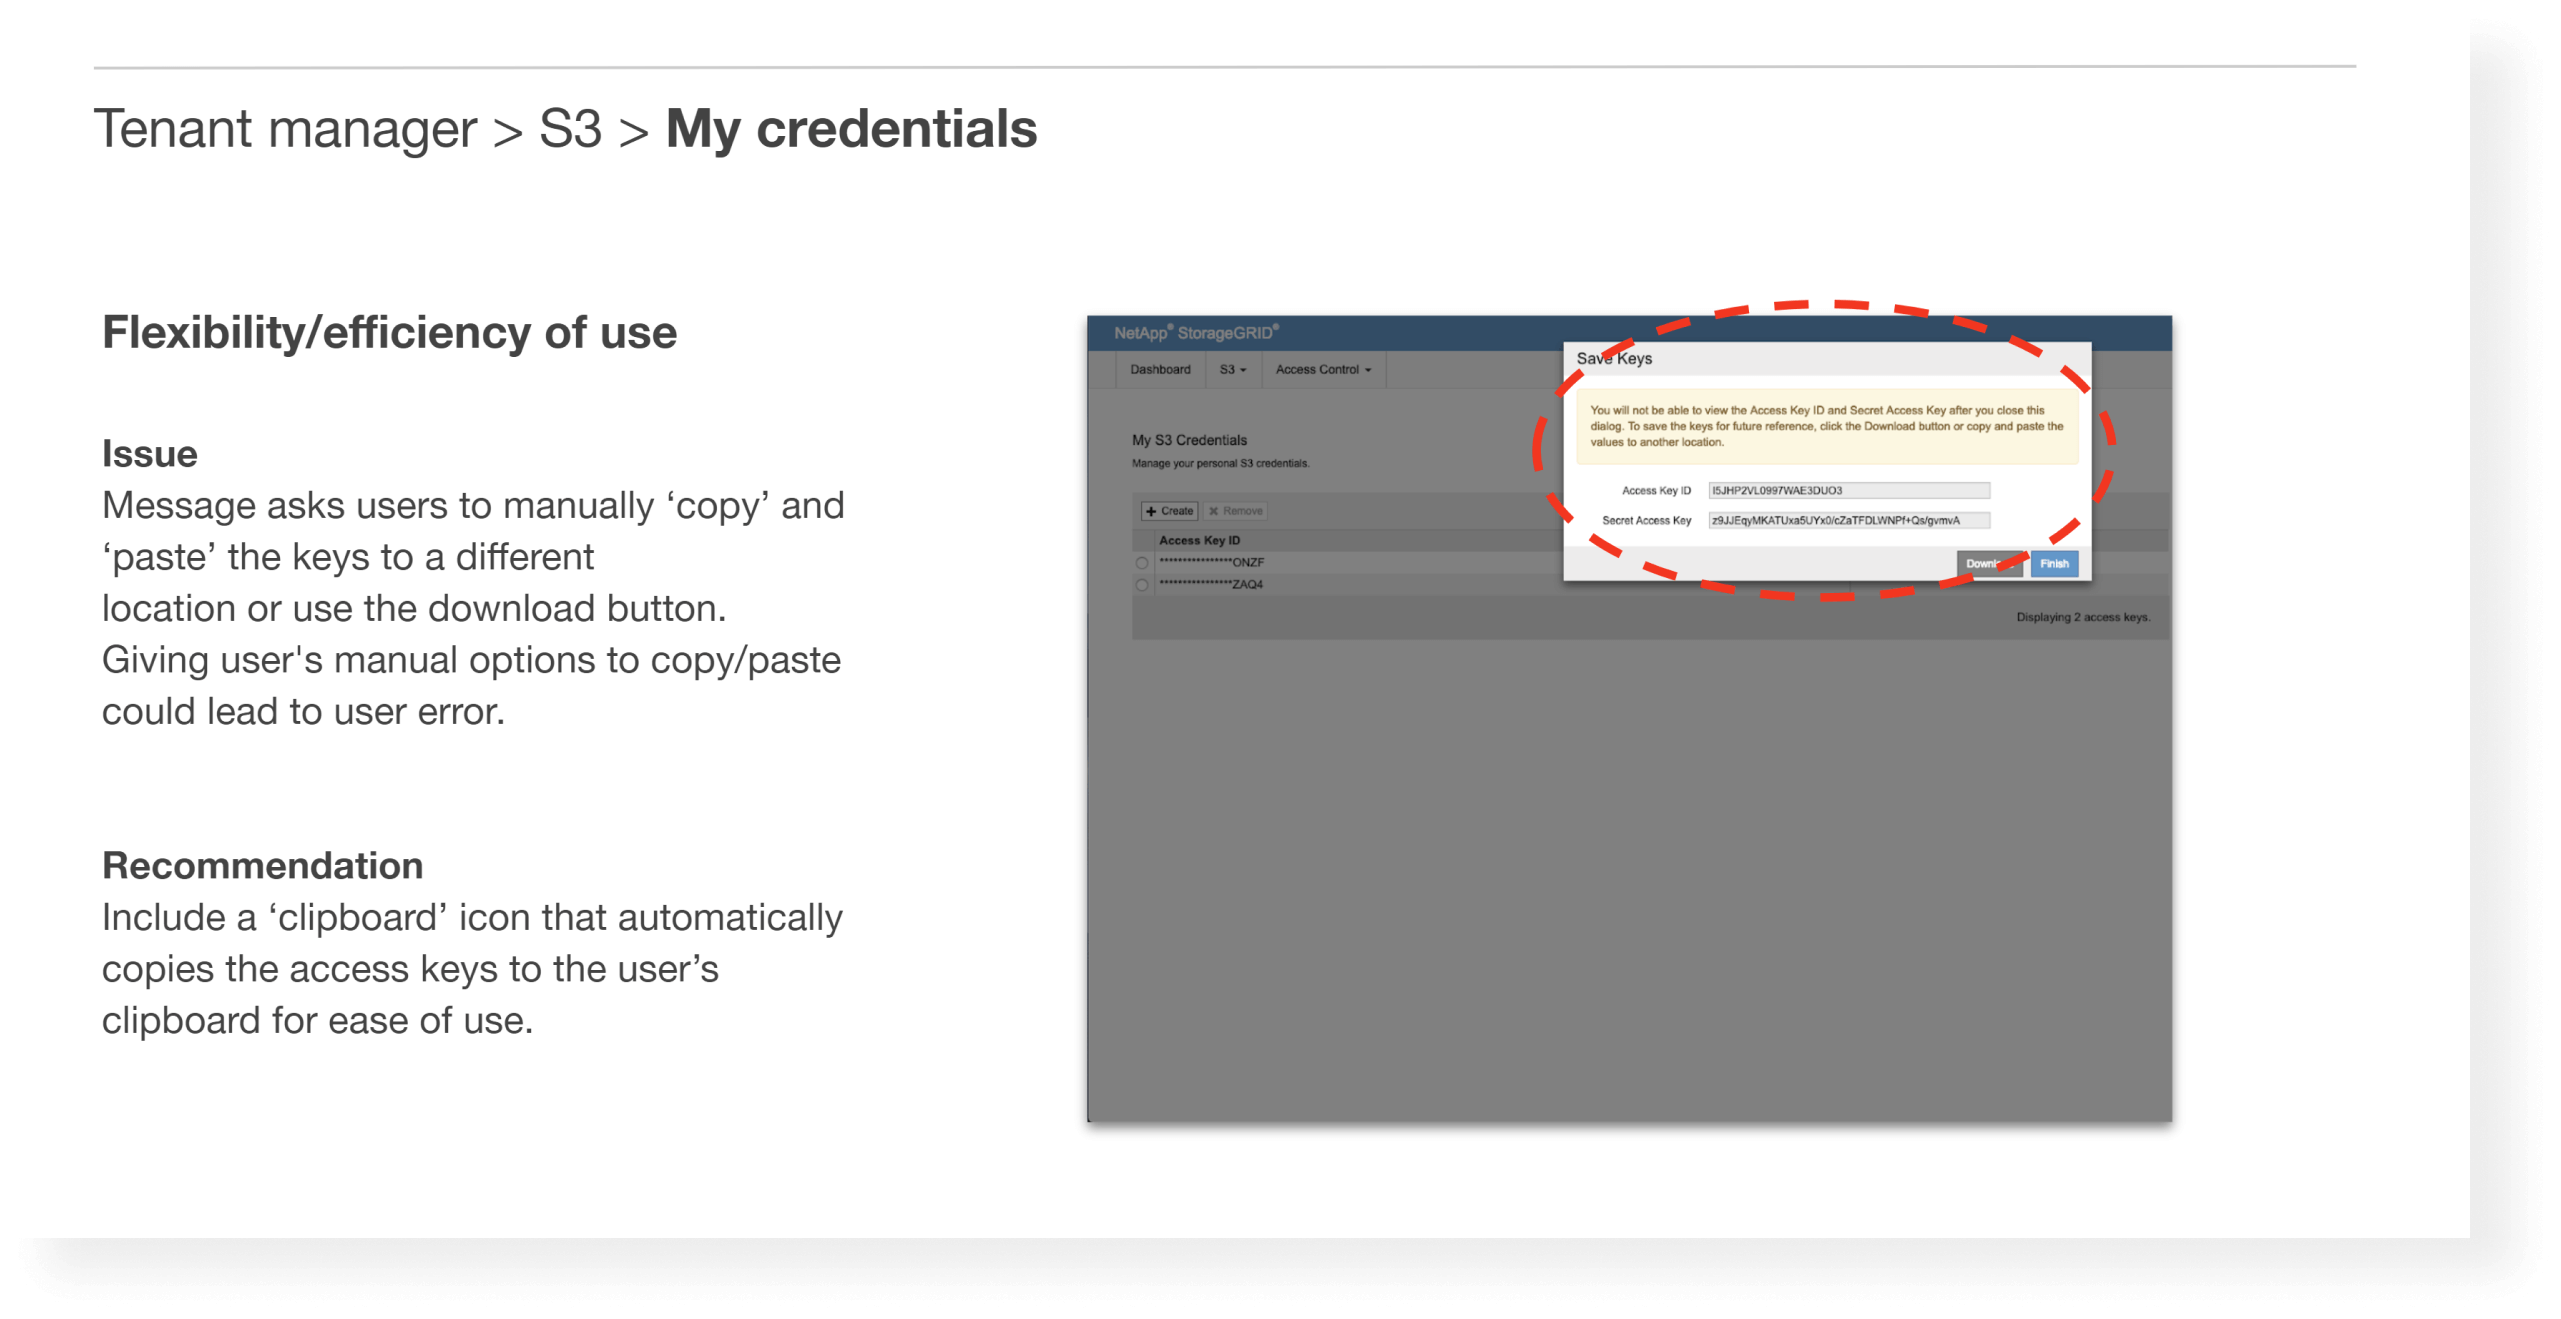 Tenant manager > S3 > My credentials
Flexibility/efficiency of use
Issue
Message asks users to manually ‘copy’ and
‘paste’ the keys to a different
location or use the download button.
Giving user's manual options to copy/paste
could lead to user error.
Recommendation
Include a ‘clipboard’ icon that automatically
copies the access keys to the user’s
clipboard for ease of use.
NetApp® StorageGRID®
Dashboard S3 Access Control
My S3 Credentials
Manage your personal S3 credentials.
+ Create ✖ Remove
Access Key ID
****************ONZF
****************ZAQ4
Displaying 2 access keys.
Save Keys
You will not be able to view the Access Key ID and Secret Access Key after you close this
dialog. To save the keys for future reference, click the Download button or copy and paste the
values to another location.
Access Key ID I5JHP2VL0997WAE3DUO3
Secret Access Key z9JJEqyMKATUxa5UYx0/cZaTFDLWNPf+Qs/gvmvA
Finish